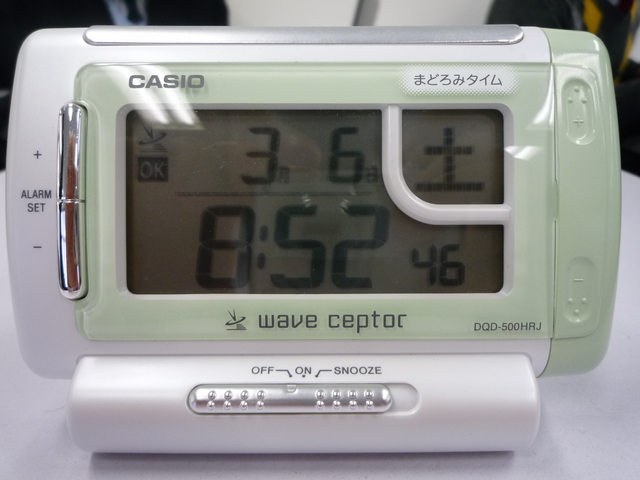 CASIO
まどろみタイム
+
ALARM
SET
−
OK
3月 6日 土
8:52 46
wave ceptor
DQD-500HRJ
OFF ON SNOOZE